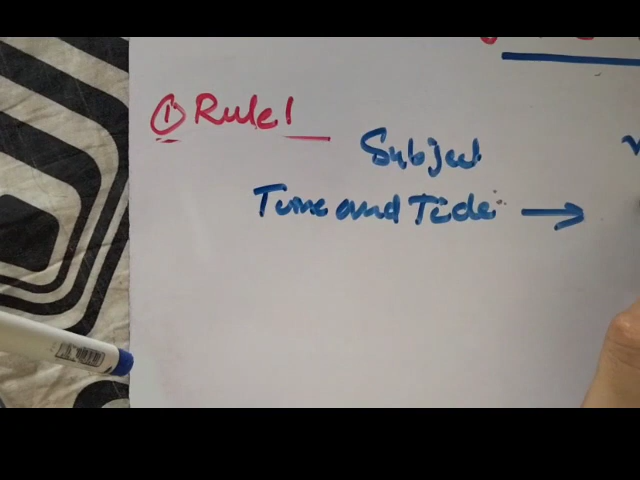 ① Rule 1
Subject
Time and Tide →